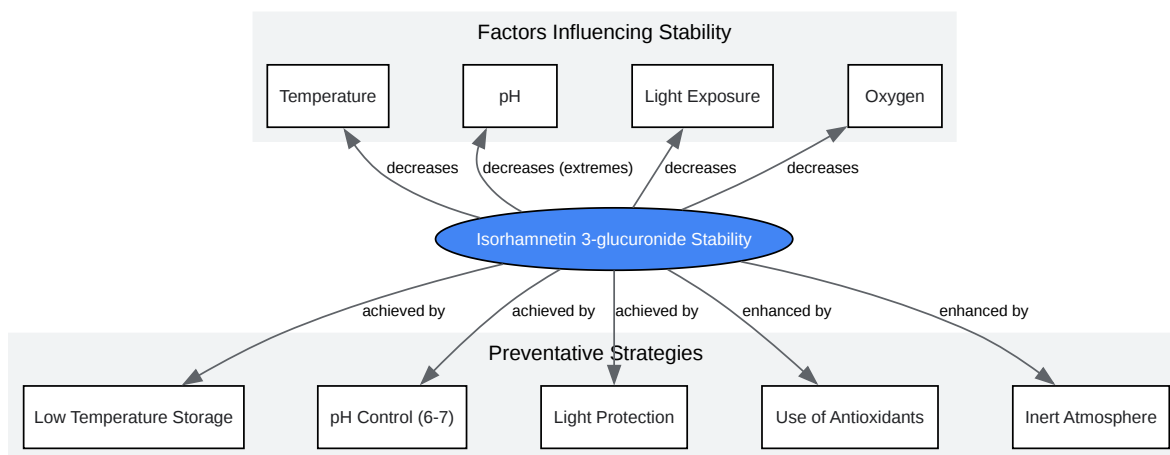 Factors Influencing Stability
Temperature
pH
Light Exposure
Oxygen
decreases
decreases (extremes)
decreases
decreases
Isorhamnetin 3-glucuronide Stability
achieved by
achieved by
achieved by
enhanced by
enhanced by
Preventative Strategies
Low Temperature Storage
pH Control (6-7)
Light Protection
Use of Antioxidants
Inert Atmosphere